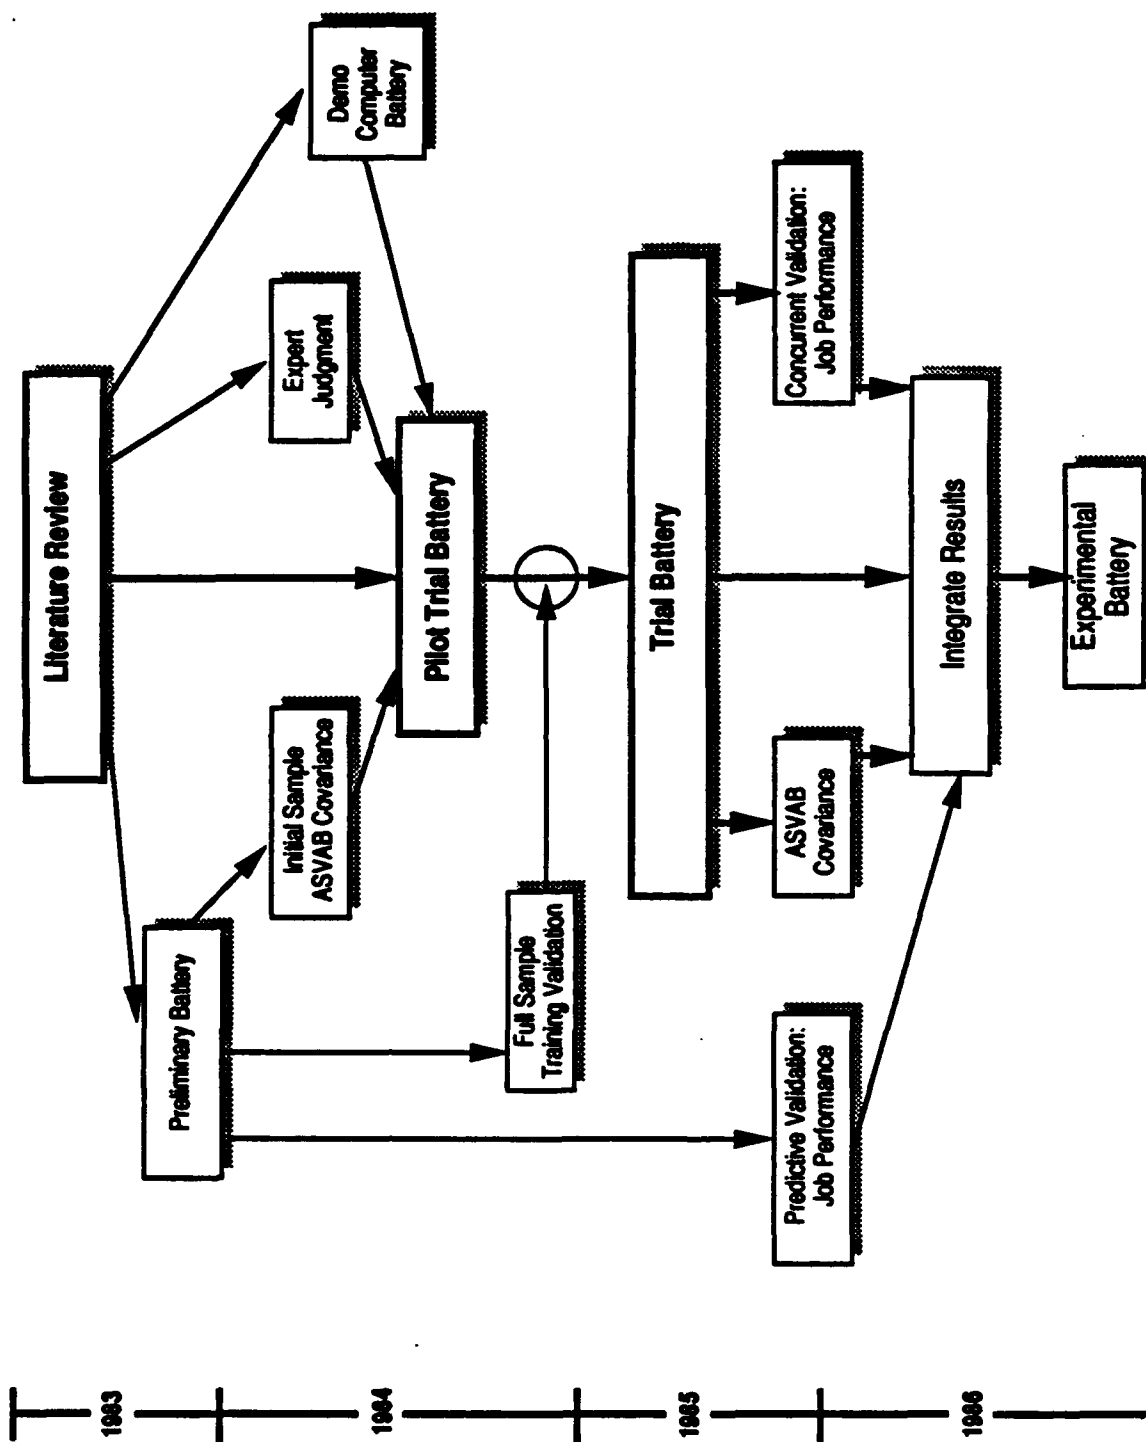 Literature Review
Preliminary Battery
Demo
Computer
Battery
Initial Sample
ASVAB Covariance
Expert
Judgment
Pilot Trial Battery
Full Sample
Training Validation
Trial Battery
Predictive Validation:
Job Performance
ASVAB
Covariance
Concurrent Validation:
Job Performance
Integrate Results
Experimental
Battery
1983
1984
1985
1986